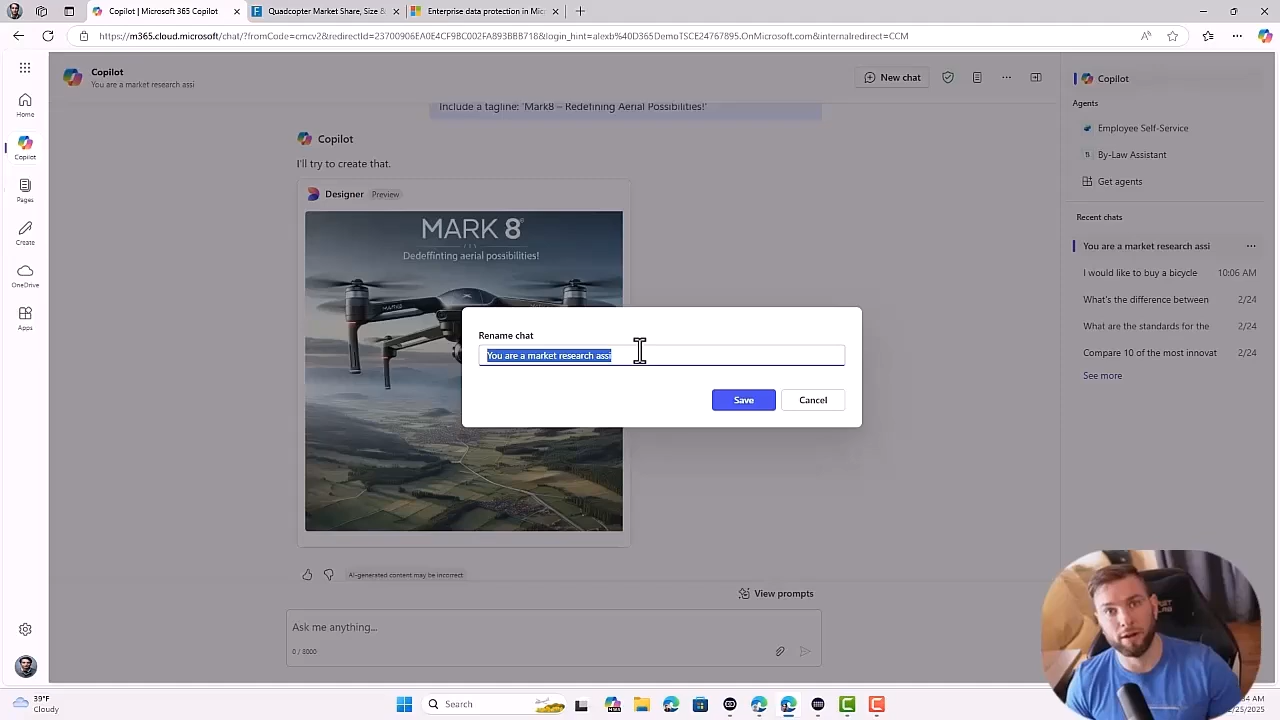 Copilot | Microsoft 365 Copilot
Quadcopter Market Share, Size &
Enterprise data protection in Micr
https://m365.cloud.microsoft/chat/?fromCode=cmcv2&redirectId=23700906EA0E4CF9BC002FA893BBB718&login_hint=alexb%40D365DemoTSCE24767895.OnMicrosoft.com&internalredirect=CCM
Copilot
You are a market research assi
New chat
Copilot
Home
Copilot
Pages
Create
OneDrive
Apps
Include a tagline: 'Mark8 – Redefining Aerial Possibilities!'
Copilot
I'll try to create that.
Designer Preview
MARK 8
Dedeffinting aerial possibilities!
Rename chat
You are a market research assi
Save
Cancel
AI-generated content may be incorrect
View prompts
Ask me anything...
0 / 8000
Agents
Employee Self-Service
By-Law Assistant
Get agents
Recent chats
You are a market research assi
I would like to buy a bicycle 10:06 AM
What's the difference between 2/24
What are the standards for the 2/24
Compare 10 of the most innovat 2/24
See more
39°F
Cloudy
Search
4 AM
2/25/2025